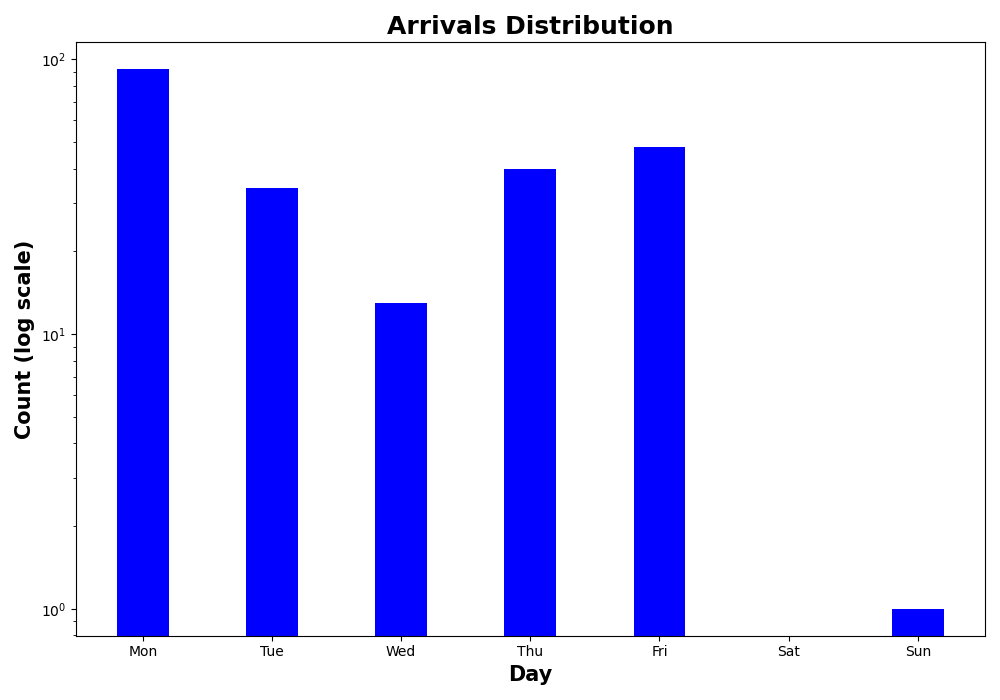 Arrivals Distribution
Count (log scale)
10²
10¹
10⁰
Mon Tue Wed Thu Fri Sat Sun
Day